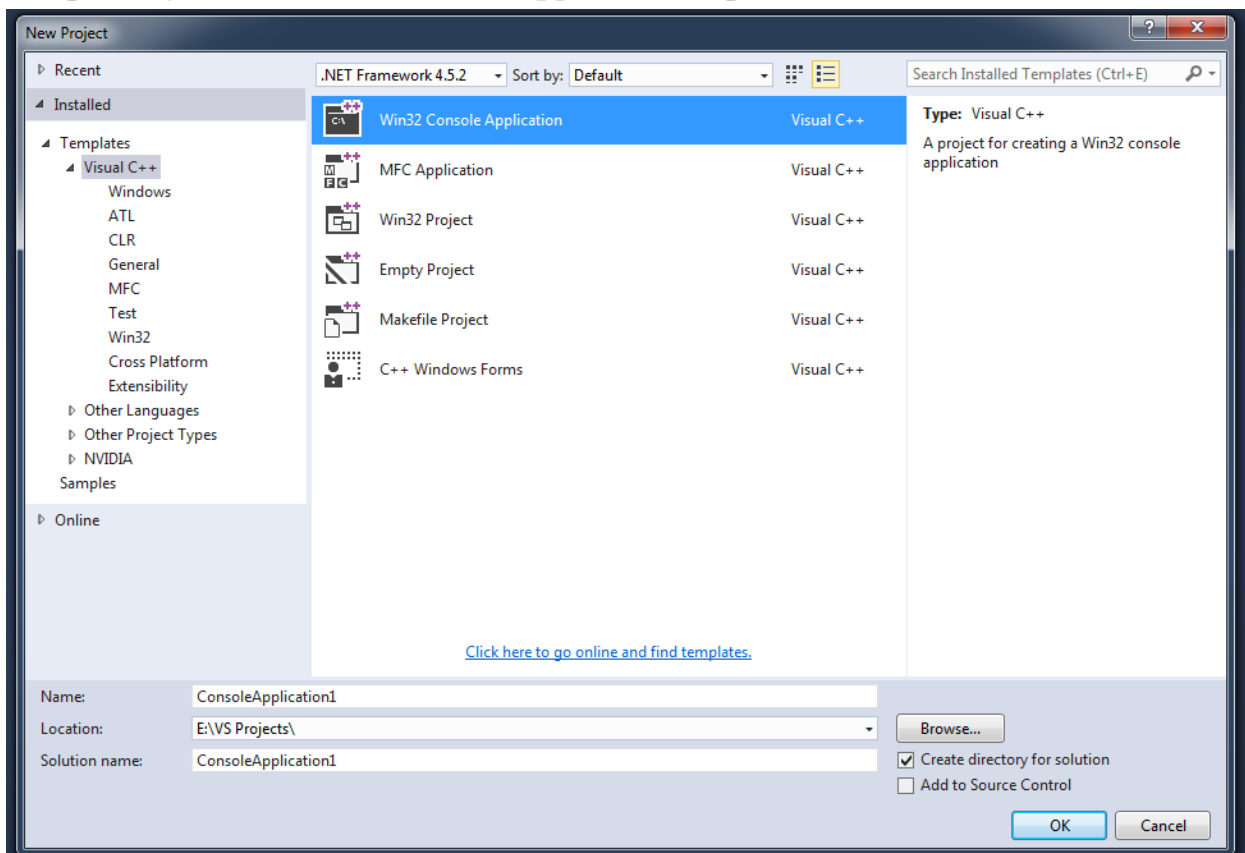 New Project
?
X
Recent
Installed
Templates
Visual C++
Windows
ATL
CLR
General
MFC
Test
Win32
Cross Platform
Extensibility
Other Languages
Other Project Types
NVIDIA
Samples
Online
.NET Framework 4.5.2 Sort by: Default
Search Installed Templates (Ctrl+E)
C:\ Win32 Console Application Visual C++
MFC MFC Application Visual C++
Win32 Project Visual C++
Empty Project Visual C++
Makefile Project Visual C++
C++ Windows Forms Visual C++
Click here to go online and find templates.
Type: Visual C++
A project for creating a Win32 console
application
Name: ConsoleApplication1
Location: E:\VS Projects\ Browse...
Solution name: ConsoleApplication1
Create directory for solution
Add to Source Control
OK Cancel